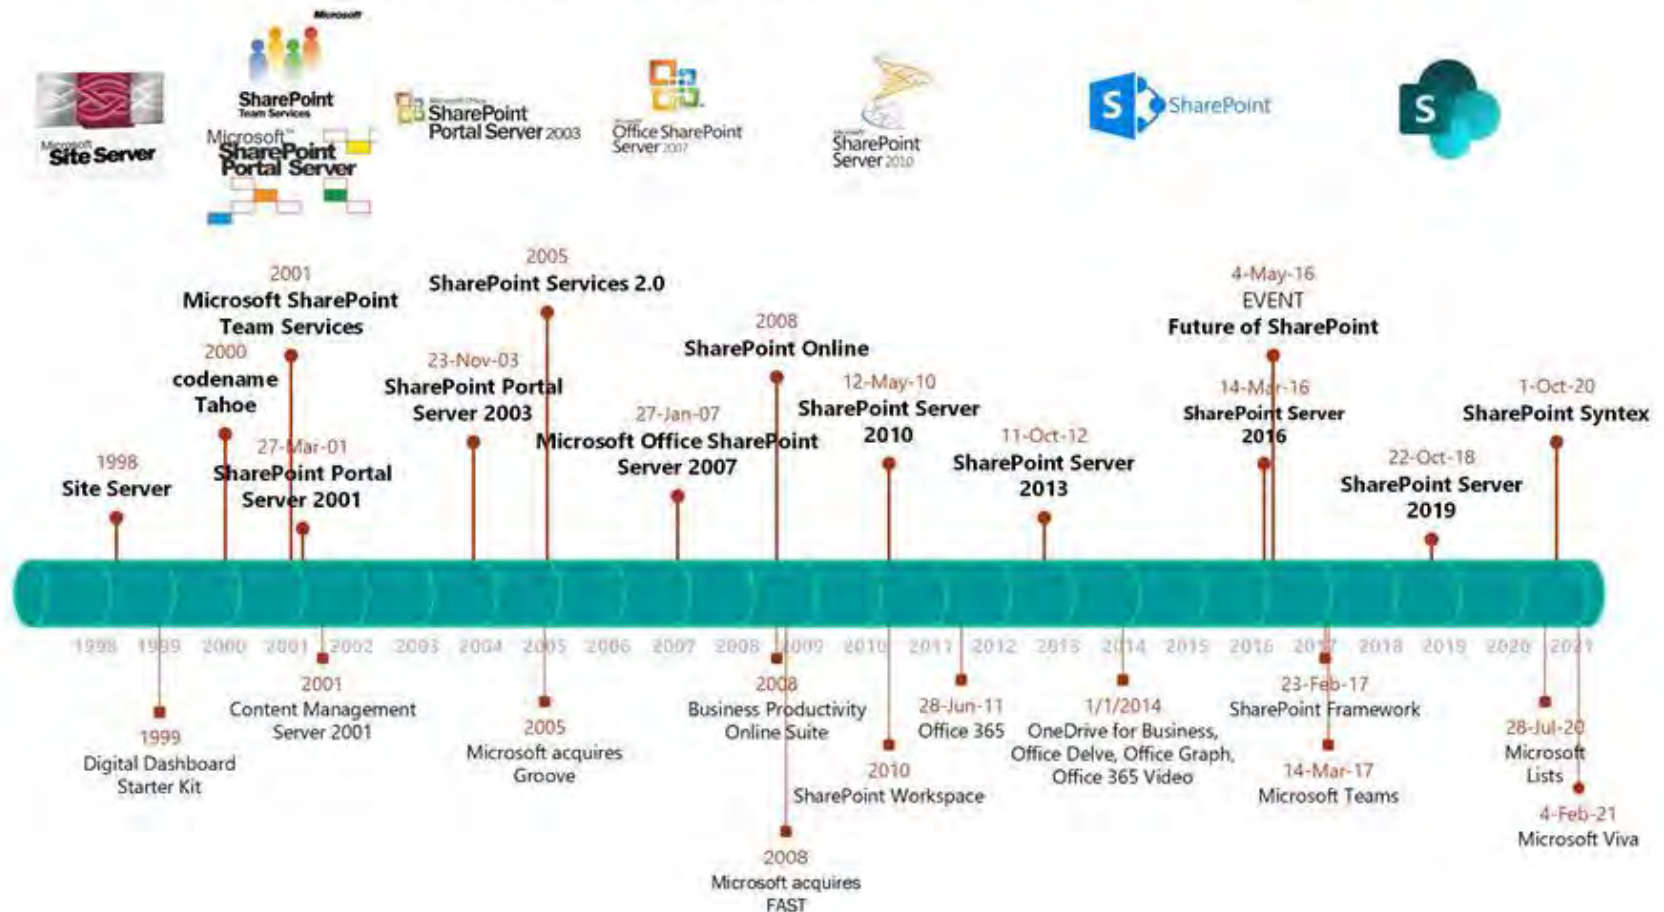 Microsoft
SharePoint
Team Services
Microsoft
Site Server
Microsoft™
SharePoint
Portal Server
Microsoft Office
SharePoint
Portal Server 2003
Microsoft
Office SharePoint
Server 2007
Microsoft
SharePoint
Server 2010
S
SharePoint
S
1998
Site Server
2000
codename
Tahoe
2001
Microsoft SharePoint
Team Services
27-Mar-01
SharePoint Portal
Server 2001
23-Nov-03
SharePoint Portal
Server 2003
2005
SharePoint Services 2.0
27-Jan-07
Microsoft Office SharePoint
Server 2007
2008
SharePoint Online
12-May-10
SharePoint Server
2010
11-Oct-12
SharePoint Server
2013
4-May-16
EVENT
Future of SharePoint
14-Mar-16
SharePoint Server
2016
22-Oct-18
SharePoint Server
2019
1-Oct-20
SharePoint Syntex
1998 1999 2000 2001 2002 2003 2004 2005 2006 2007 2008 2009 2010 2011 2012 2013 2014 2015 2016 2017 2018 2019 2020 2021
1999
Digital Dashboard
Starter Kit
2001
Content Management
Server 2001
2005
Microsoft acquires
Groove
2008
Business Productivity
Online Suite
2008
Microsoft acquires
FAST
2010
SharePoint Workspace
28-Jun-11
Office 365
1/1/2014
OneDrive for Business,
Office Delve, Office Graph,
Office 365 Video
23-Feb-17
SharePoint Framework
14-Mar-17
Microsoft Teams
28-Jul-20
Microsoft
Lists
4-Feb-21
Microsoft Viva